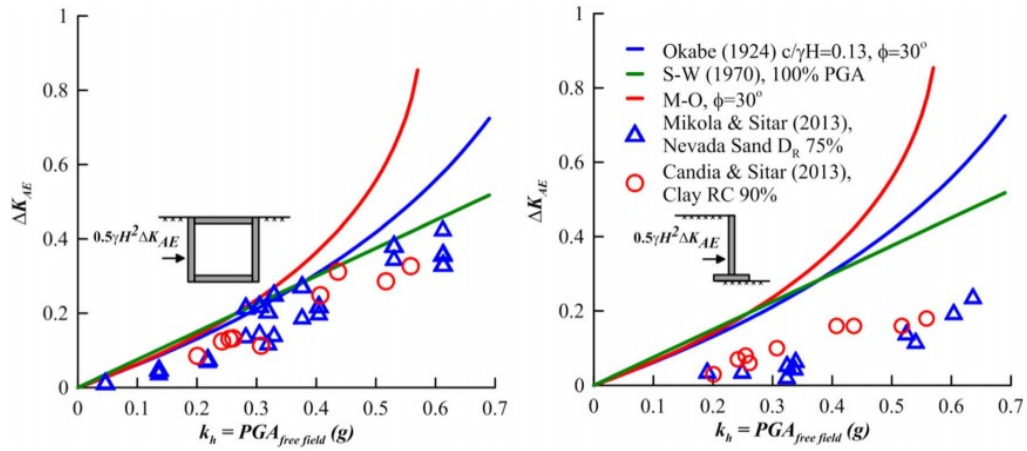 1
0.8
0.6
0.4
0.2
0
ΔK_AE
0.5γH²ΔK_AE
0 0.1 0.2 0.3 0.4 0.5 0.6 0.7
k_h = PGA_free field (g)
1
0.8
0.6
0.4
0.2
0
ΔK_AE
Okabe (1924) c/γH=0.13, ϕ=30°
S-W (1970), 100% PGA
M-O, ϕ=30°
Mikola & Sitar (2013),
Nevada Sand D_R 75%
Candia & Sitar (2013),
Clay RC 90%
0.5γH²ΔK_AE
0 0.1 0.2 0.3 0.4 0.5 0.6 0.7
k_h = PGA_free field (g)